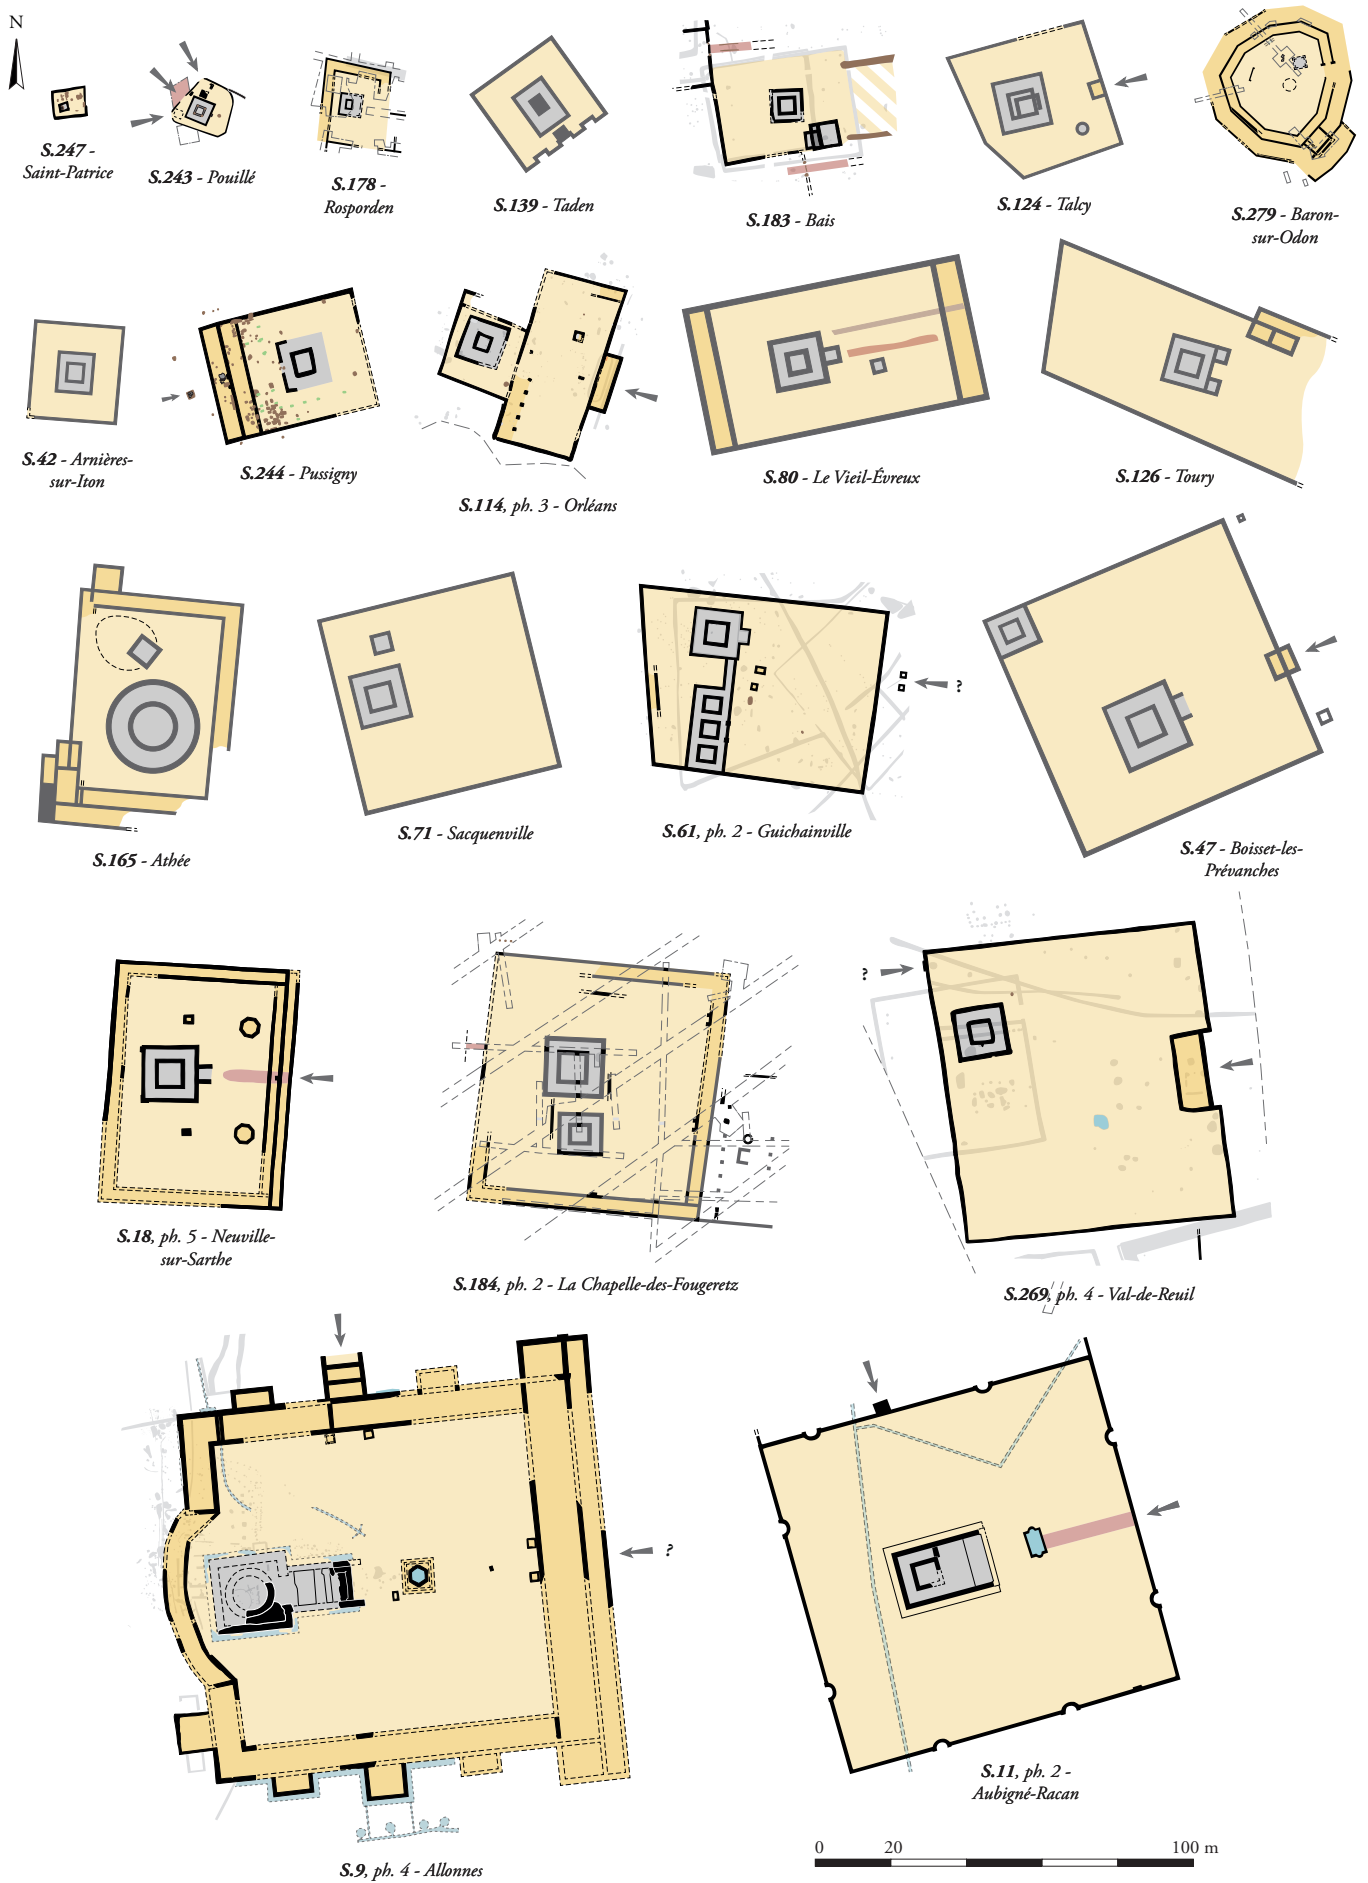 N
S.247 -
Saint-Patrice
S.243 - Pouillé
S.178 -
Rosporden
S.139 - Taden
S.183 - Bais
S.124 - Talcy
S.279 - Baron-
sur-Odon
S.42 - Arnières-
sur-Iton
S.244 - Pussigny
S.114, ph. 3 - Orléans
S.80 - Le Vieil-Évreux
S.126 - Toury
S.165 - Athée
S.71 - Sacquenville
?
S.61, ph. 2 - Guichainville
S.47 - Boisset-les-
Prévanches
?
S.18, ph. 5 - Neuville-
sur-Sarthe
S.184, ph. 2 - La Chapelle-des-Fougeretz
S.269, ph. 4 - Val-de-Reuil
?
S.9, ph. 4 - Allonnes
S.11, ph. 2 -
Aubigné-Racan
0 20 100 m